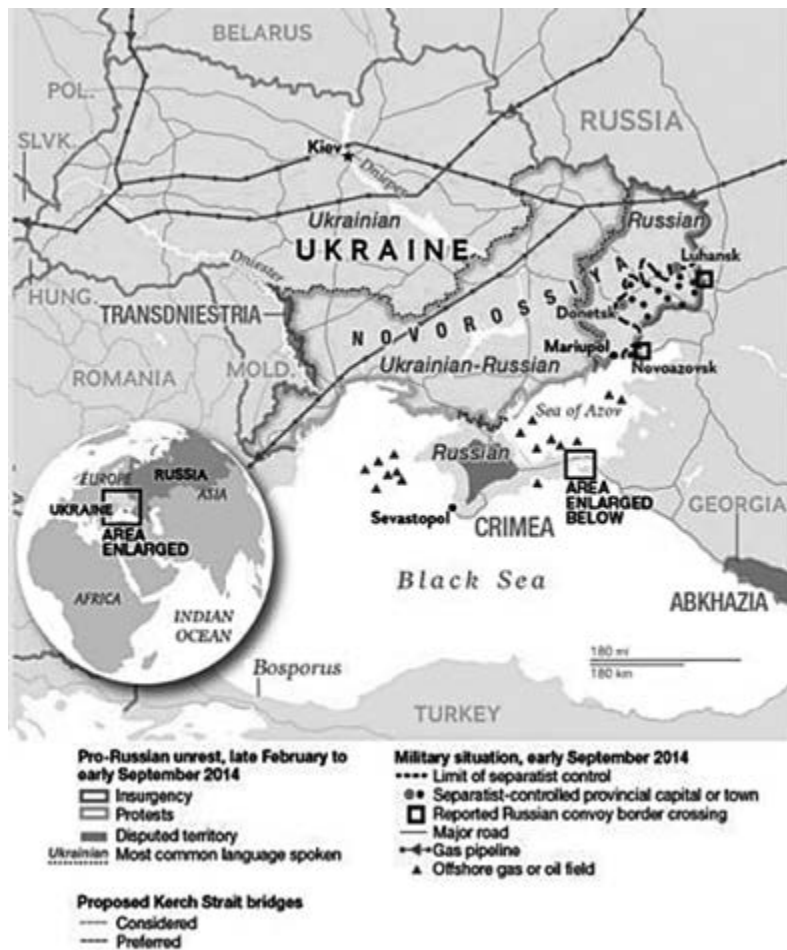 BELARUS
POL.
RUSSIA
SLVK.
Kiev
Dnieper
Ukrainian
Russian
UKRAINE
Dniester
Luhansk
HUNG.
TRANSDNIESTRIA
NOVOROSSIYA
Donetsk
Mariupol
Novoazovsk
ROMANIA
MOLD.
Ukrainian-Russian
Sea of Azov
Russian
EUROPE
RUSSIA
ASIA
UKRAINE
AREA
ENLARGED
AREA
ENLARGED
BELOW
Sevastopol
CRIMEA
GEORGIA
Black Sea
AFRICA
INDIAN
OCEAN
ABKHAZIA
180 mi
180 km
Bosporus
TURKEY
Pro-Russian unrest, late February to
early September 2014
Insurgency
Protests
Disputed territory
Ukrainian Most common language spoken
Proposed Kerch Strait bridges
Considered
Preferred
Military situation, early September 2014
Limit of separatist control
Separatist-controlled provincial capital or town
Reported Russian convoy border crossing
Major road
Gas pipeline
Offshore gas or oil field